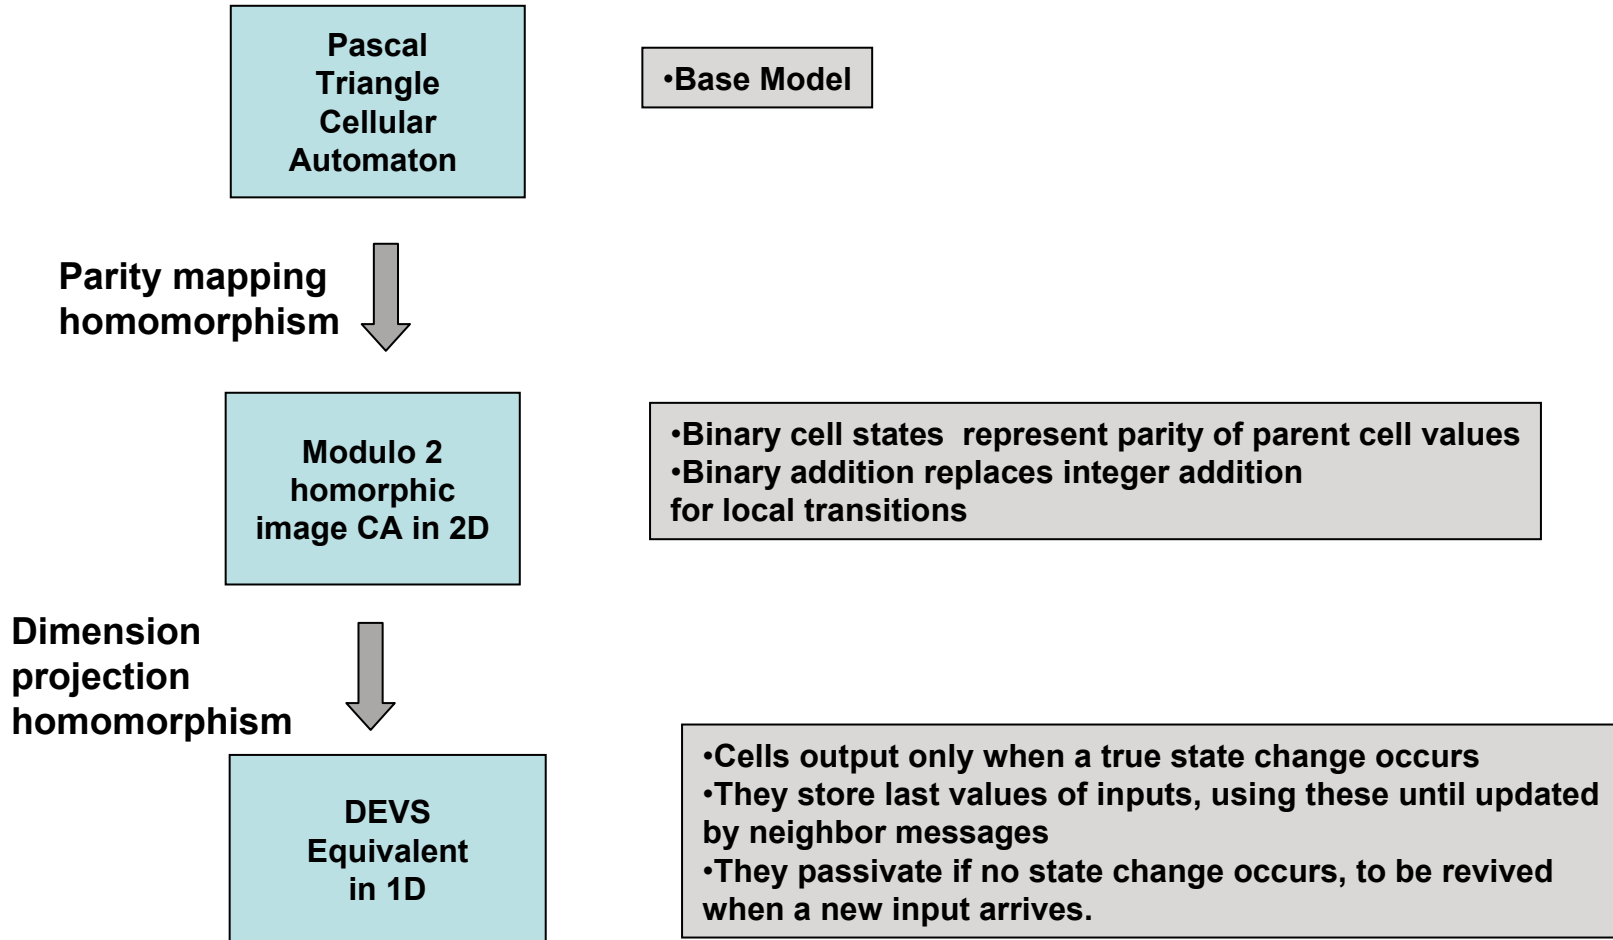 Pascal
Triangle
Cellular
Automaton
•Base Model
Parity mapping
homomorphism
Modulo 2
homorphic
image CA in 2D
•Binary cell states  represent parity of parent cell values
•Binary addition replaces integer addition
for local transitions
Dimension
projection
homomorphism
DEVS
Equivalent
in 1D
•Cells output only when a true state change occurs
•They store last values of inputs, using these until updated
by neighbor messages
•They passivate if no state change occurs, to be revived
when a new input arrives.